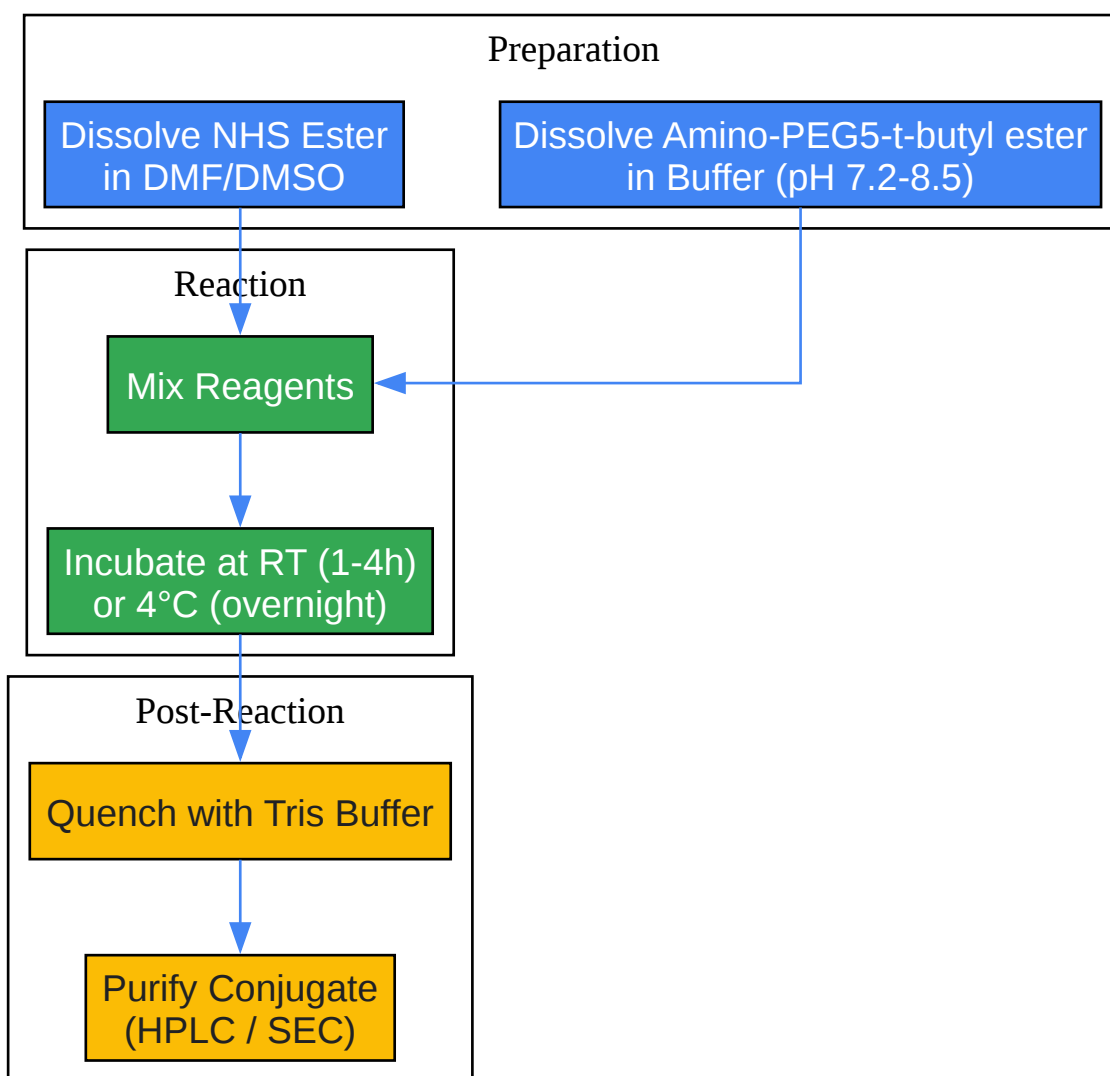 Preparation
Dissolve NHS Ester
in DMF/DMSO
Dissolve Amino-PEG5-t-butyl ester
in Buffer (pH 7.2-8.5)
Reaction
Mix Reagents
Incubate at RT (1-4h)
or 4°C (overnight)
Post-Reaction
Quench with Tris Buffer
Purify Conjugate
(HPLC / SEC)